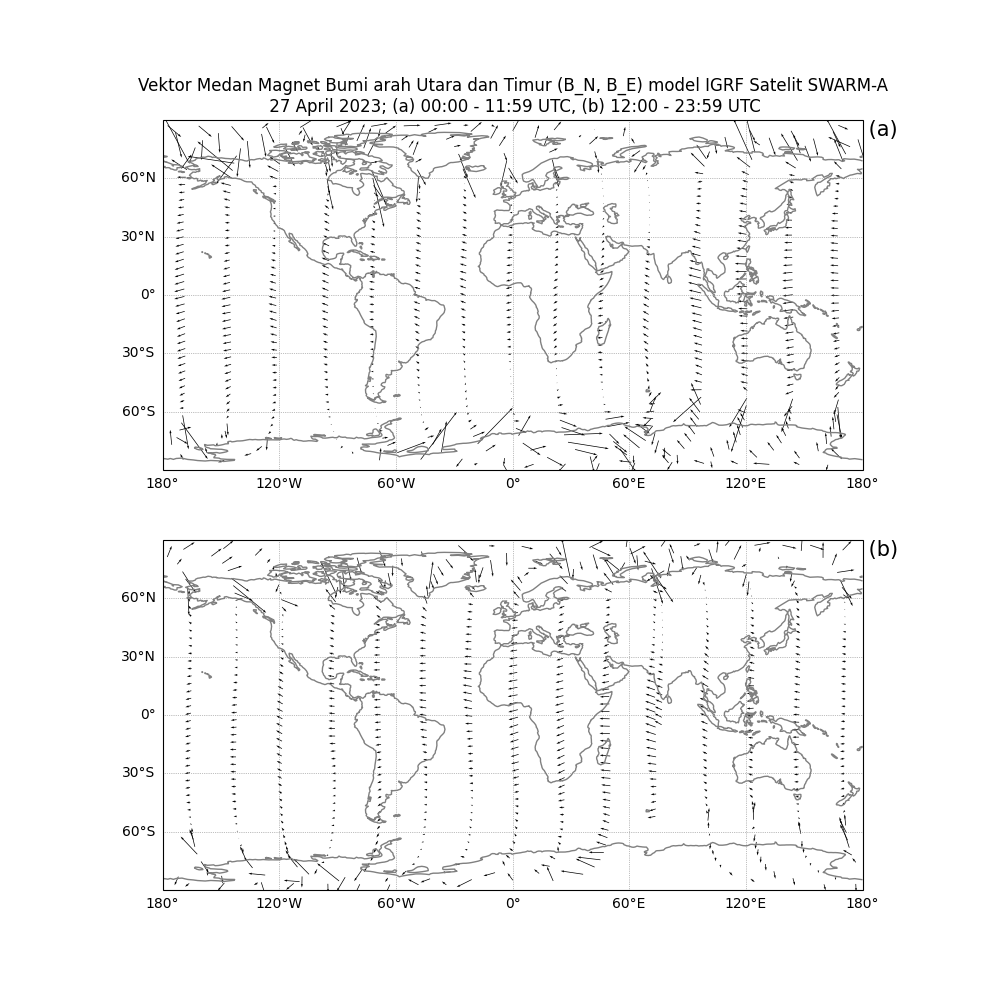 Vektor Medan Magnet Bumi arah Utara dan Timur (B_N, B_E) model IGRF Satelit SWARM-A
27 April 2023; (a) 00:00 - 11:59 UTC, (b) 12:00 - 23:59 UTC
(a)
60°N
30°N
0°
30°S
60°S
180° 120°W 60°W 0° 60°E 120°E 180°
(b)
60°N
30°N
0°
30°S
60°S
180° 120°W 60°W 0° 60°E 120°E 180°